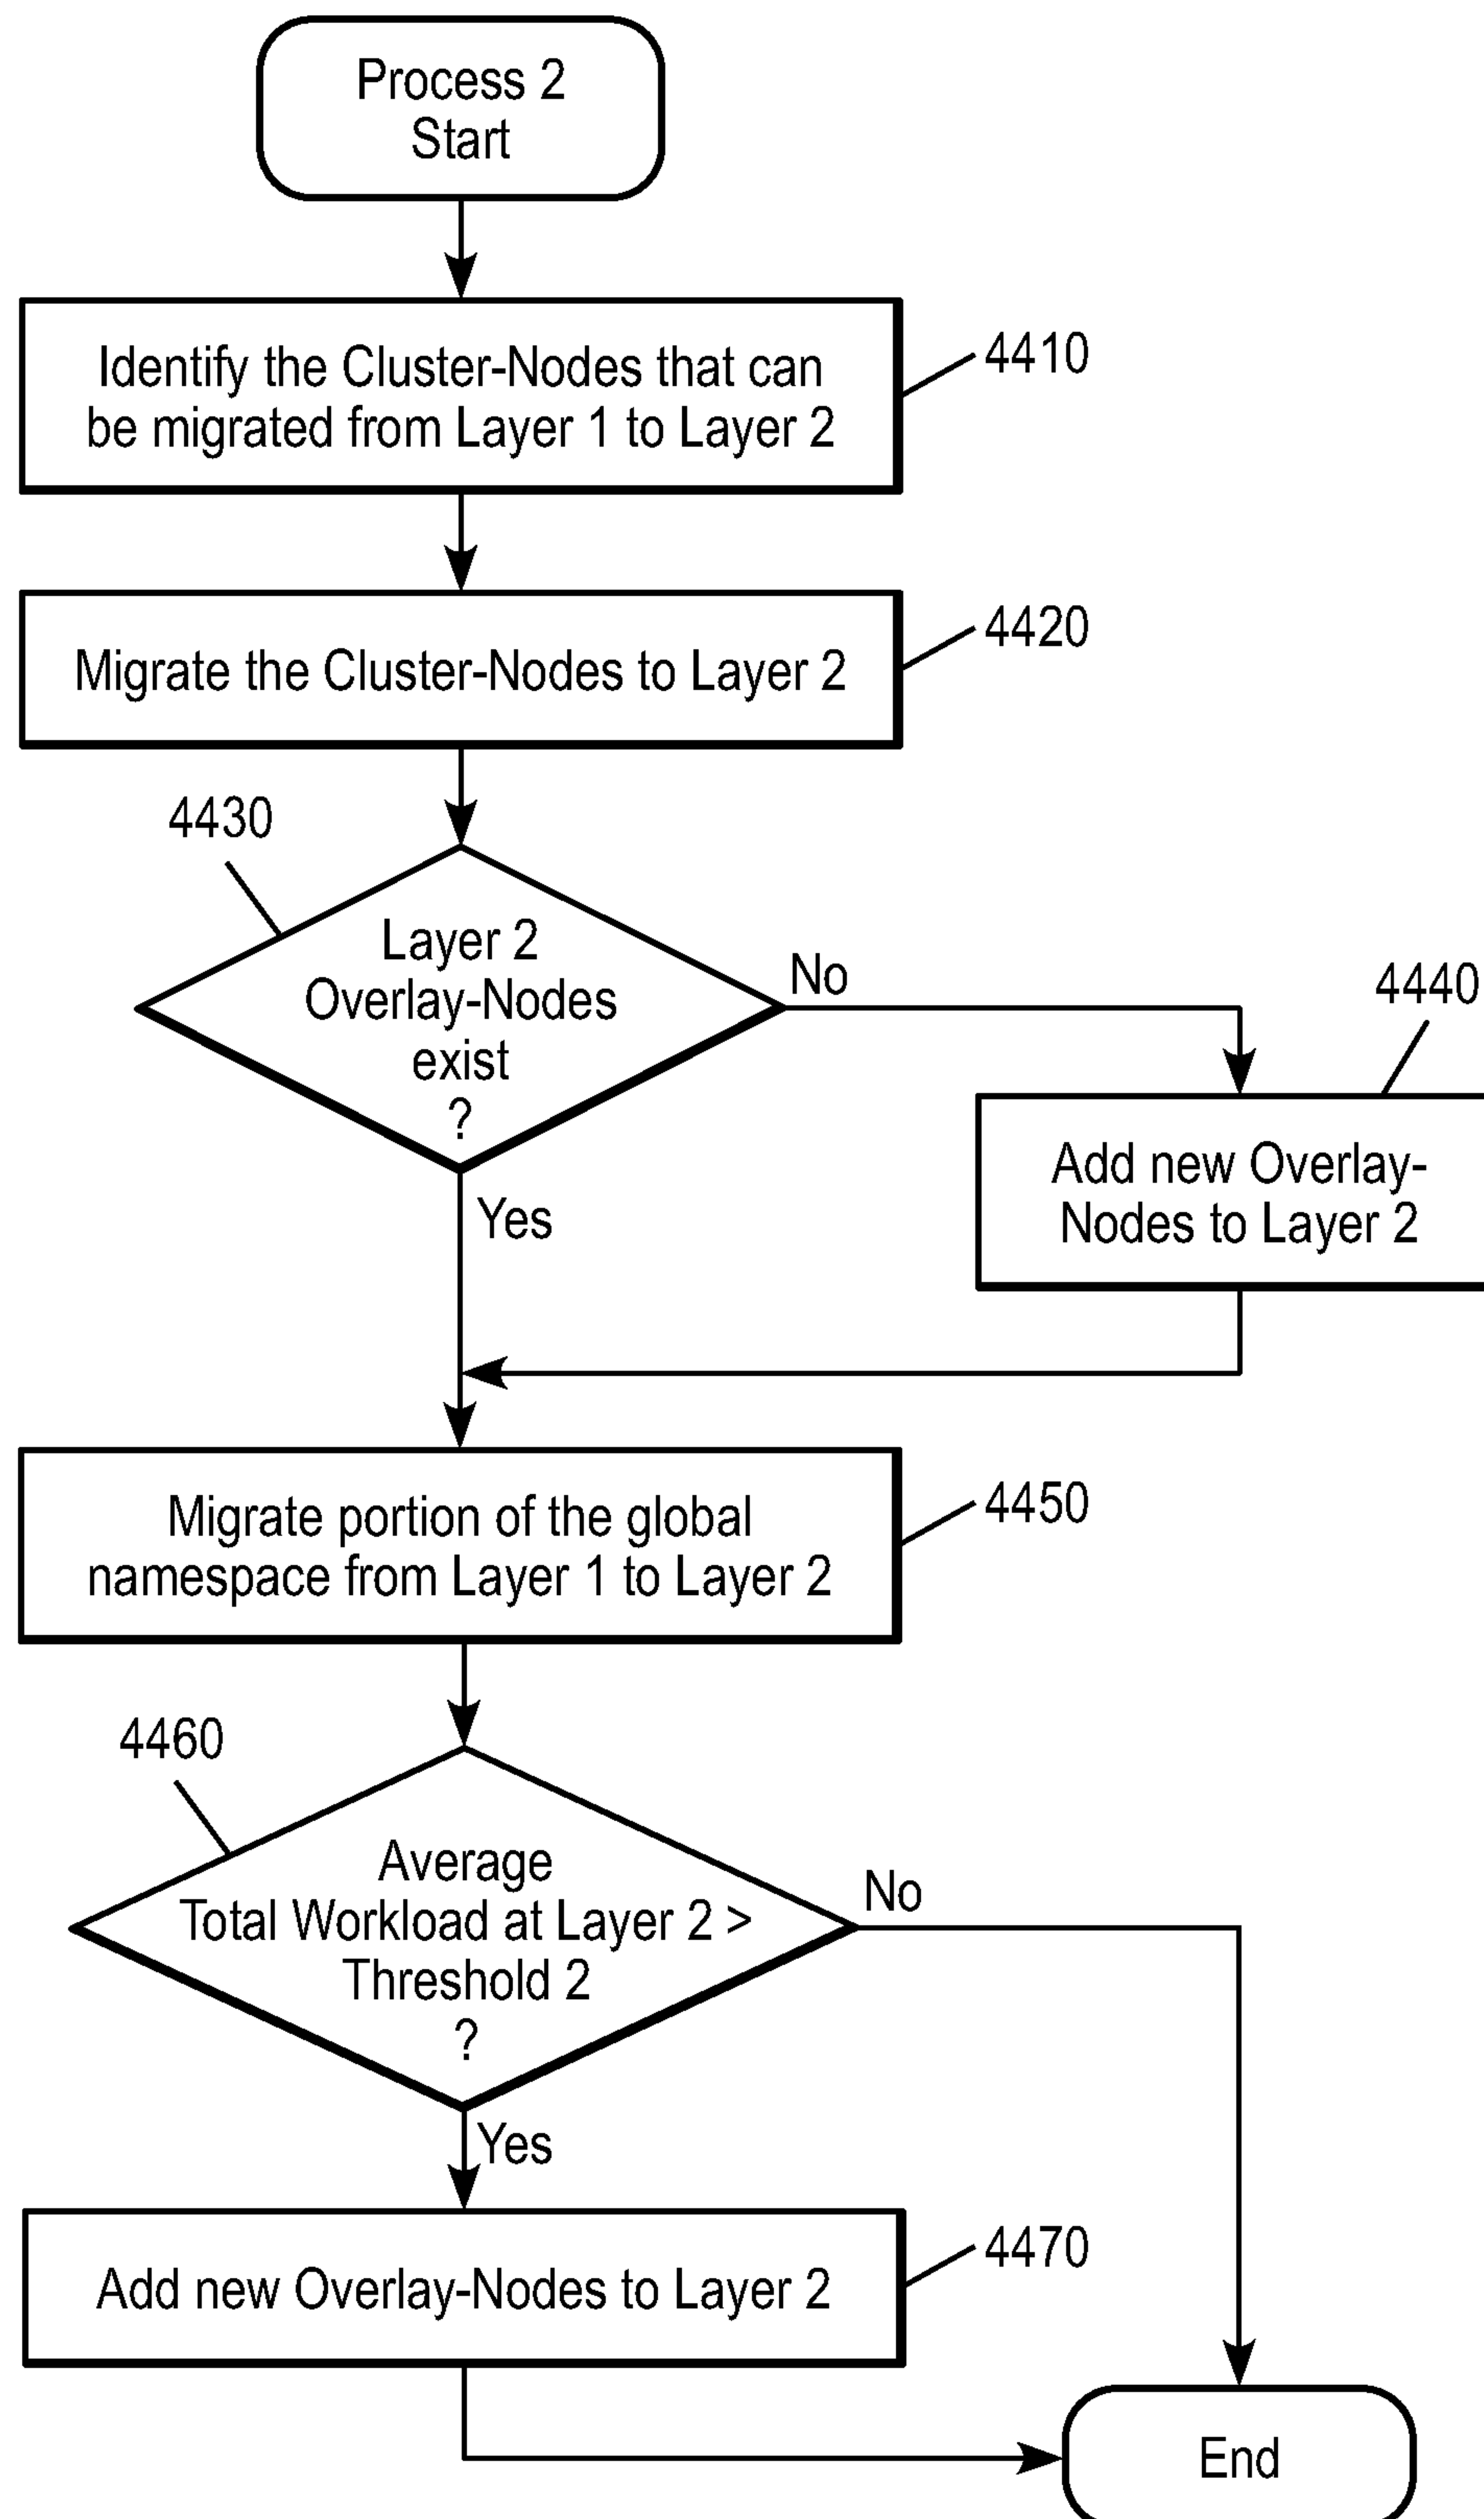 Process 2
Start
Identify the Cluster-Nodes that can
be migrated from Layer 1 to Layer 2
4410
Migrate the Cluster-Nodes to Layer 2
4420
4430
Layer 2
Overlay-Nodes
exist
?
No
Yes
4440
Add new Overlay-
Nodes to Layer 2
Migrate portion of the global
namespace from Layer 1 to Layer 2
4450
4460
Average
Total Workload at Layer 2 >
Threshold 2
?
No
Yes
Add new Overlay-Nodes to Layer 2
4470
End